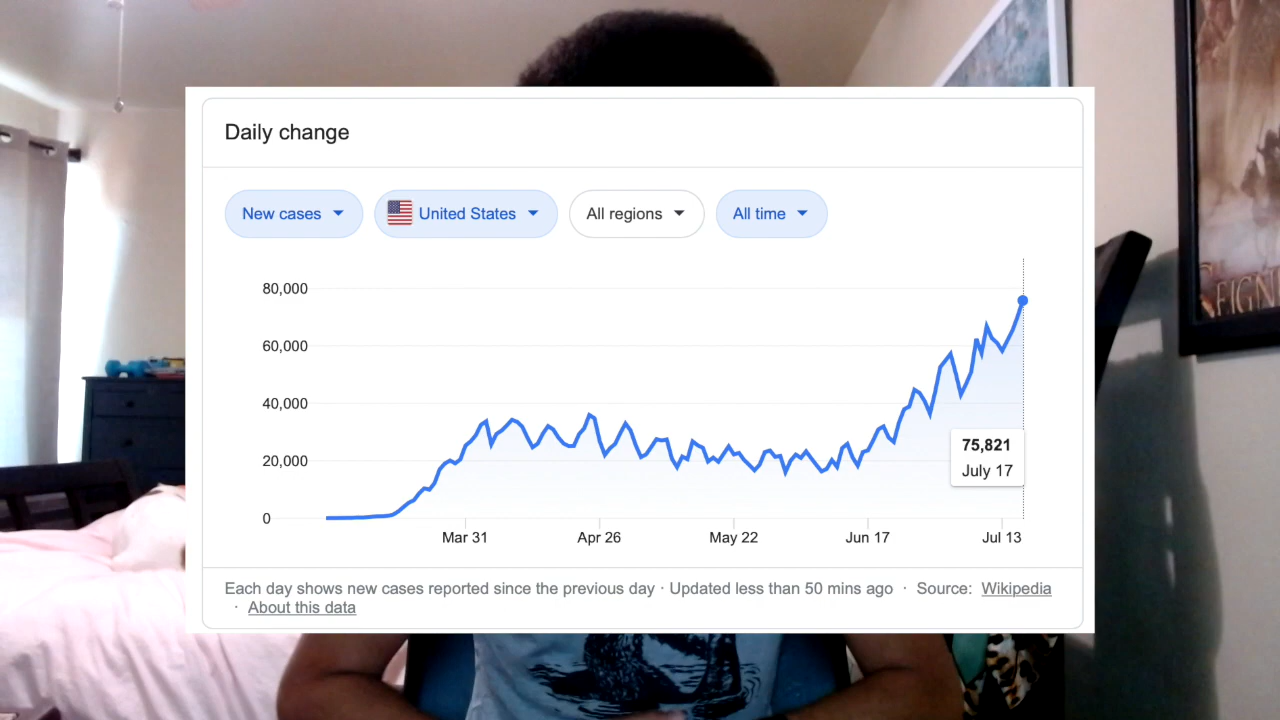 Daily change
New cases United States All regions All time
80,000
60,000
40,000
20,000
0
75,821
July 17
Mar 31 Apr 26 May 22 Jun 17 Jul 13
Each day shows new cases reported since the previous day · Updated less than 50 mins ago · Source: Wikipedia
· About this data